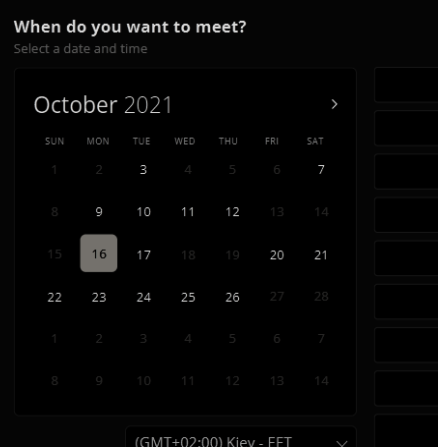 When do you want to meet?
Select a date and time
October 2021
SUN MON TUE WED THU FRI SAT
1 2 3 4 5 6 7
8 9 10 11 12 13 14
15 16 17 18 19 20 21
22 23 24 25 26 27 28
1 2 3 4 5 6 7
8 9 10 11 12 13 14
(GMT+02:00) Kiev - EET